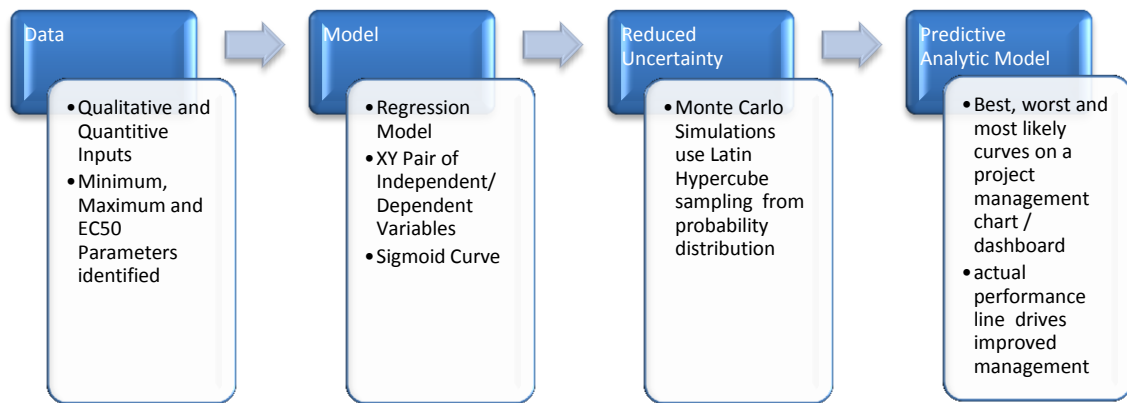 Data
•Qualitative and
Quantitive
Inputs
•Minimum,
Maximum and
EC50
Parameters
identified
Model
•Regression
Model
•XY Pair of
Independent/
Dependent
Variables
•Sigmoid Curve
Reduced
Uncertainty
•Monte Carlo
Simulations
use Latin
Hypercube
sampling from
probability
distribution
Predictive
Analytic Model
•Best, worst and
most likely
curves on a
project
management
chart /
dashboard
•actual
performance
line drives
improved
management